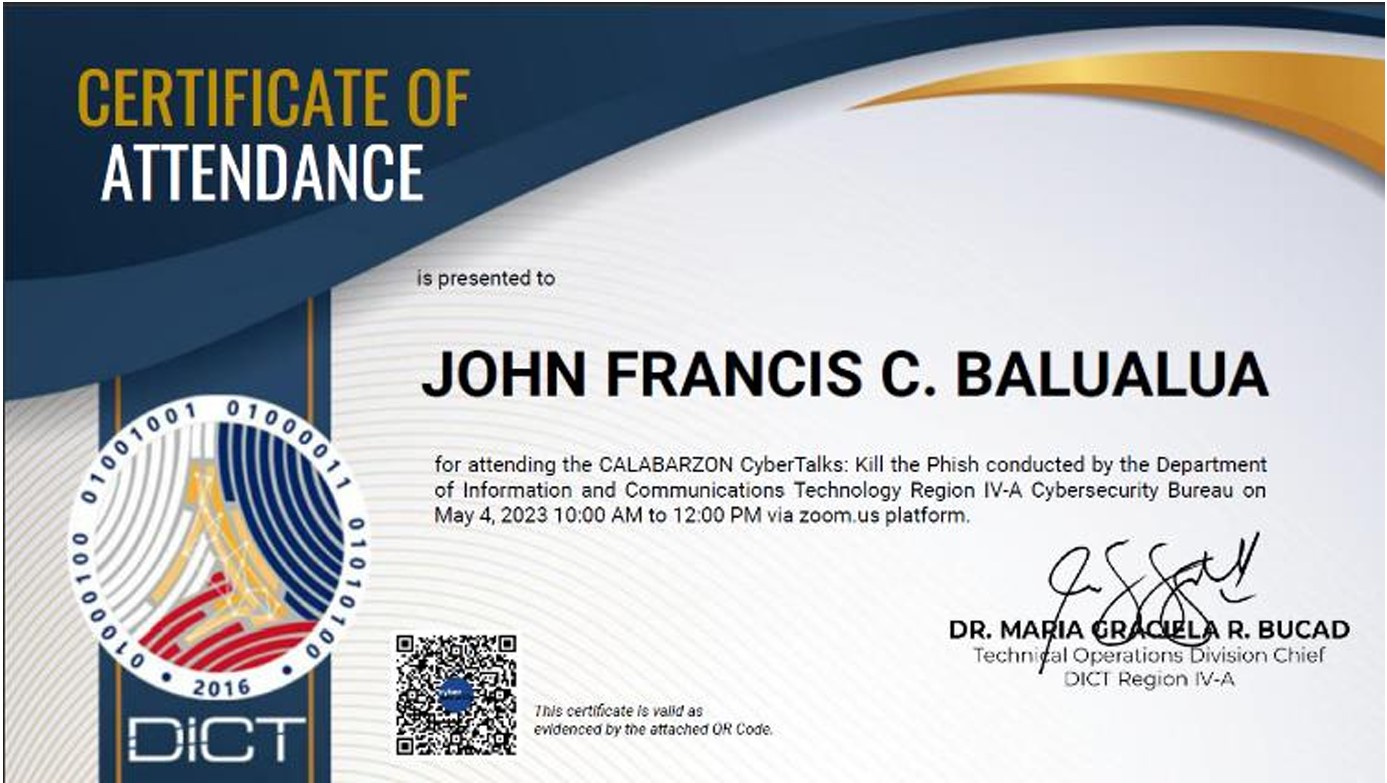 CERTIFICATE OF
ATTENDANCE
is presented to
JOHN FRANCIS C. BALUALUA
for attending the CALABARZON CyberTalks: Kill the Phish conducted by the Department
of Information and Communications Technology Region IV-A Cybersecurity Bureau on
May 4, 2023 10:00 AM to 12:00 PM via zoom.us platform.
DR. MARIA GRACIELA R. BUCAD
Technical Operations Division Chief
DICT Region IV-A
01000100 01001001 01000011 01010100
2016
DiCT
cyber
This certificate is valid as
evidenced by the attached QR Code.